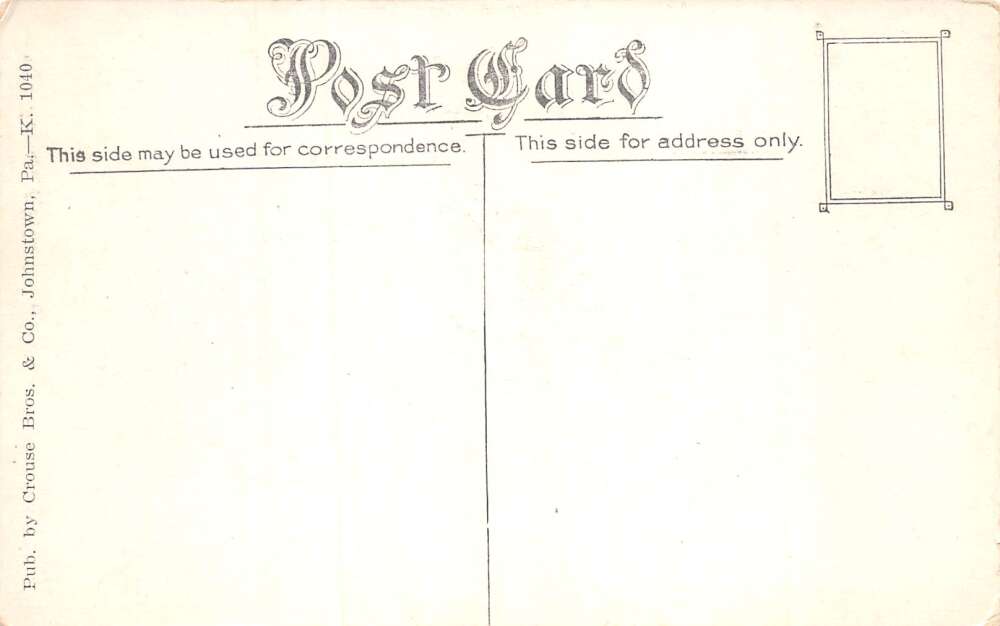 Post Card
This side may be used for correspondence.
This side for address only.
Pub. by Crouse Bros. & Co., Johnstown, Pa.—K. 1040